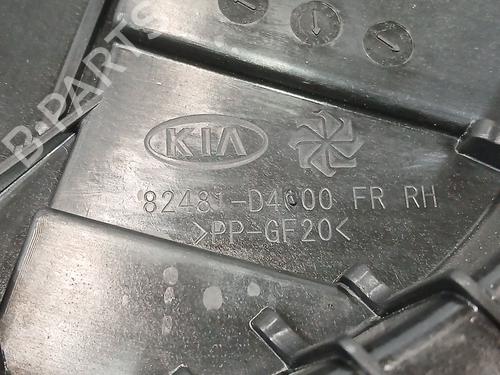 B-PARTS
KIA
82481-D4000 FR RH
>PP-GF20<